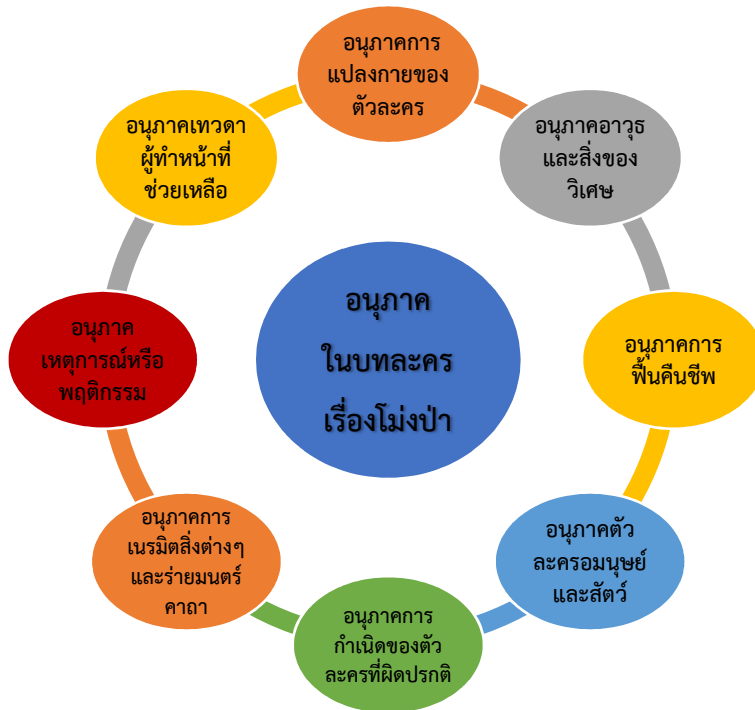 อนุภาคการ
แปลงกายของ
ตัวละคร
อนุภาคอาวุธ
และสิ่งของ
วิเศษ
อนุภาคการ
ฟื้นคืนชีพ
อนุภาคตัว
ละครอมนุษย์
และสัตว์
อนุภาคการ
กำเนิดของตัว
ละครที่ผิดปรกติ
อนุภาคการ
เนรมิตสิ่งต่างๆ
และร่ายมนตร์
คาถา
อนุภาค
เหตุการณ์หรือ
พฤติกรรม
อนุภาคเทวดา
ผู้ทำหน้าที่
ช่วยเหลือ
อนุภาค
ในบทละคร
เรื่องโม่งป่า